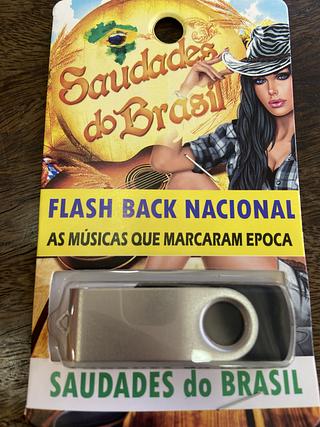 Saudades
do Brasil
FLASH BACK NACIONAL
AS MÚSICAS QUE MARCARAM EPOCA
SAUDADES do BRASIL